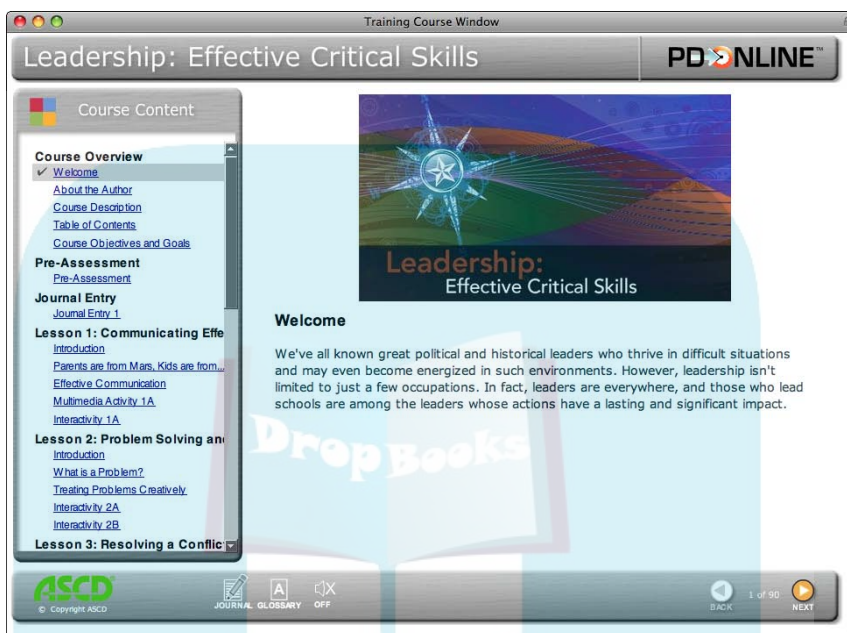 Training Course Window
Leadership: Effective Critical Skills
PD ONLINE™
Course Content
Course Overview
✔ Welcome
About the Author
Course Description
Table of Contents
Course Objectives and Goals
Pre-Assessment
Pre-Assessment
Journal Entry
Journal Entry 1
Lesson 1: Communicating Effe
Introduction
Parents are from Mars, Kids are from...
Effective Communication
Multimedia Activity 1A
Interactivity 1A
Lesson 2: Problem Solving and
Introduction
What is a Problem?
Treating Problems Creatively
Interactivity 2A
Interactivity 2B
Lesson 3: Resolving a Conflic
Leadership:
Effective Critical Skills
Welcome
We've all known great political and historical leaders who thrive in difficult situations
and may even become energized in such environments. However, leadership isn't
limited to just a few occupations. In fact, leaders are everywhere, and those who lead
schools are among the leaders whose actions have a lasting and significant impact.
DropBooks
ASCD
© Copyright ASCD
JOURNAL
A
GLOSSARY
OFF
BACK
1 of 90
NEXT